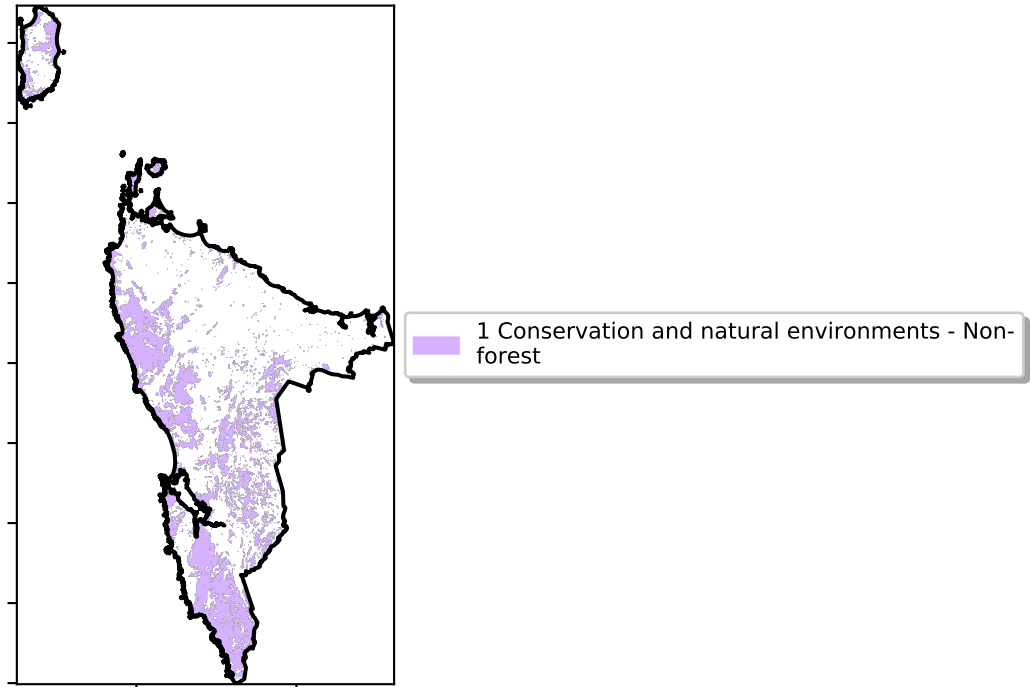 1 Conservation and natural environments - Non-
forest